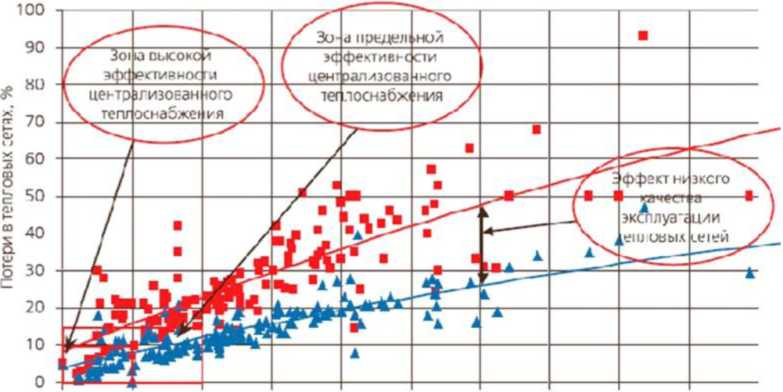 Потери в тепловых сетях, %
100
90
80
70
60
50
40
30
20
10
0
Зона высокой
эффективности
централизованного
теплоснабжения
Зона предельной
эффективности
централизованного
теплоснабжения
Эффект низкого
качества
эксплуатации
тепловых сетей